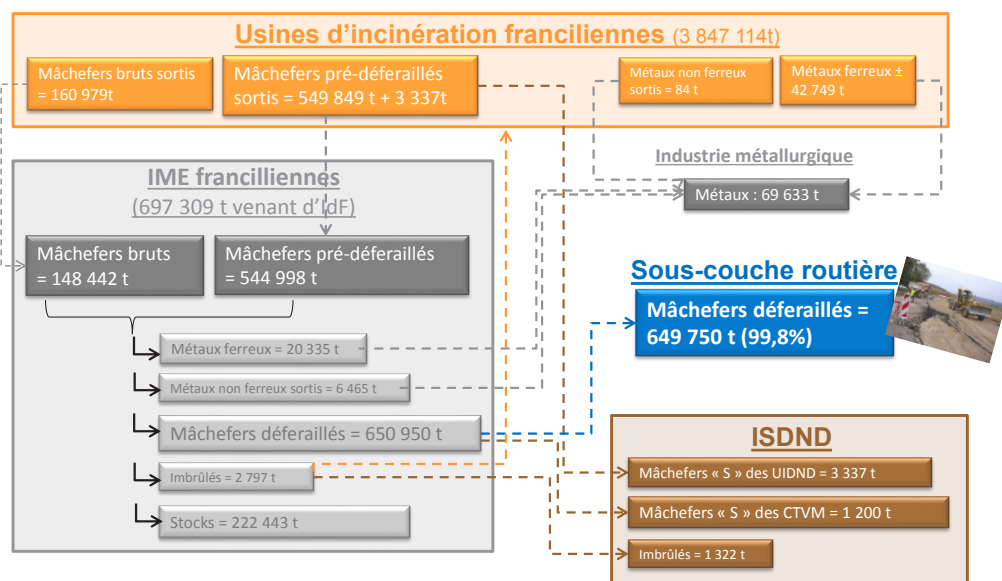 Usines d'incinération franciliennes (3 847 114t)
Mâchefers bruts sortis
= 160 979t
Mâchefers pré-déferaillés
sortis = 549 849 t + 3 337t
Métaux non ferreux
sortis = 84 t
Métaux ferreux ±
42 749 t
Industrie métallurgique
Métaux : 69 633 t
IME francilliennes
(697 309 t venant d'IdF)
Mâchefers bruts
= 148 442 t
Mâchefers pré-déferaillés
= 544 998 t
Métaux ferreux = 20 335 t
Métaux non ferreux sortis = 6 465 t
Mâchefers déferaillés = 650 950 t
Imbrûlés = 2 797 t
Stocks = 222 443 t
Sous-couche routière
Mâchefers déferaillés =
649 750 t (99,8%)
ISDND
Mâchefers « S » des UIDND = 3 337 t
Mâchefers « S » des CTVM = 1 200 t
Imbrûlés = 1 322 t